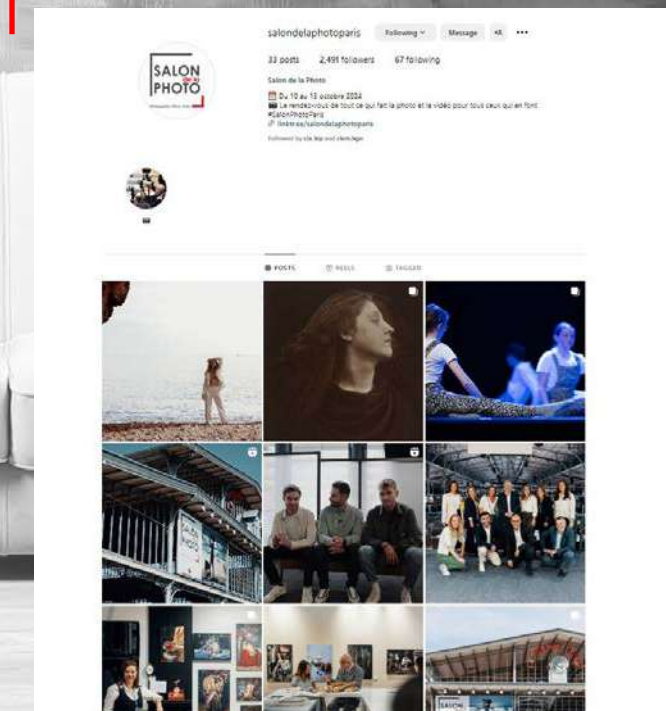 salondelaphotoparis
Following
Message
33 posts
2,491 followers
67 following
Salon de la Photo
Du 10 au 13 octobre 2024
Le rendez-vous de tout ce qui fait la photo et la vidéo pour tous ceux qui en font
#SalonPhotoParis
linktr.ee/salondelaphotoparis
SALON
de la
PHOTO
POSTS
REELS
TAGGED